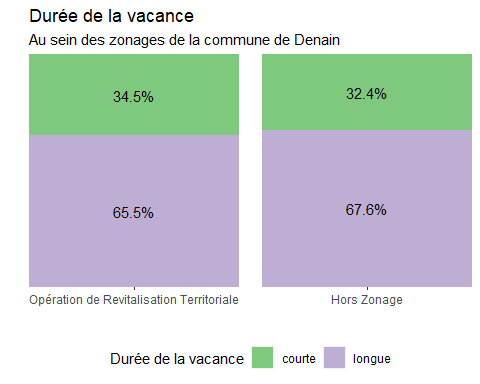 Durée de la vacance
Au sein des zonages de la commune de Denain
34.5%
32.4%
65.5%
67.6%
Opération de Revitalisation Territoriale
Hors Zonage
Durée de la vacance courte longue